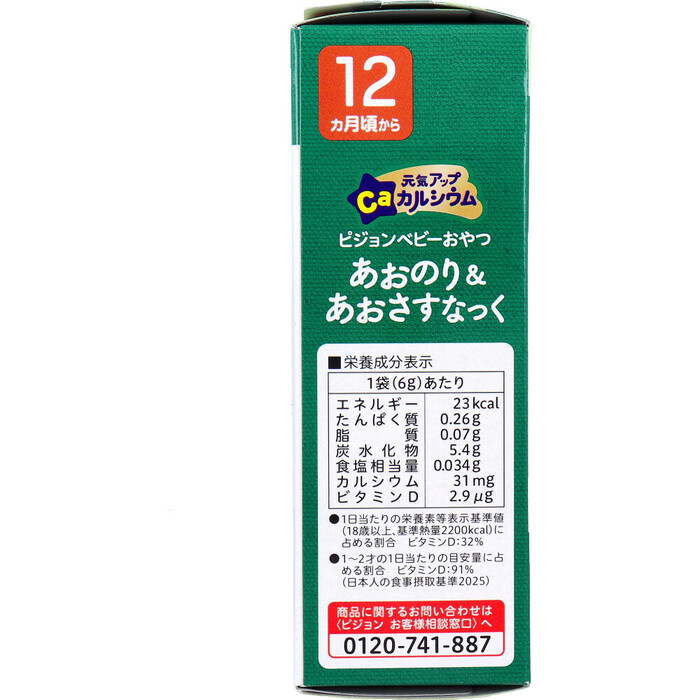 12
カ月頃から
元気アップ
Caカルシウム
ピジョンベビーおやつ
あおのり&
あおさすなっく
■栄養成分表示
1袋(6g)あたり
エネルギー 23kcal
たんぱく質 0.26g
脂質 0.07g
炭水化物 5.4g
食塩相当量 0.034g
カルシウム 31mg
ビタミンD 2.9μg
●1日当たりの栄養素等表示基準値
(18歳以上、基準熱量2200kcal)に
占める割合 ビタミンD:32%
●1〜2才の1日当たりの目安量に占
める割合 ビタミンD:91%
(日本人の食事摂取基準2025)
商品に関するお問い合わせは
〈ピジョン お客様相談窓口〉へ
0120-741-887